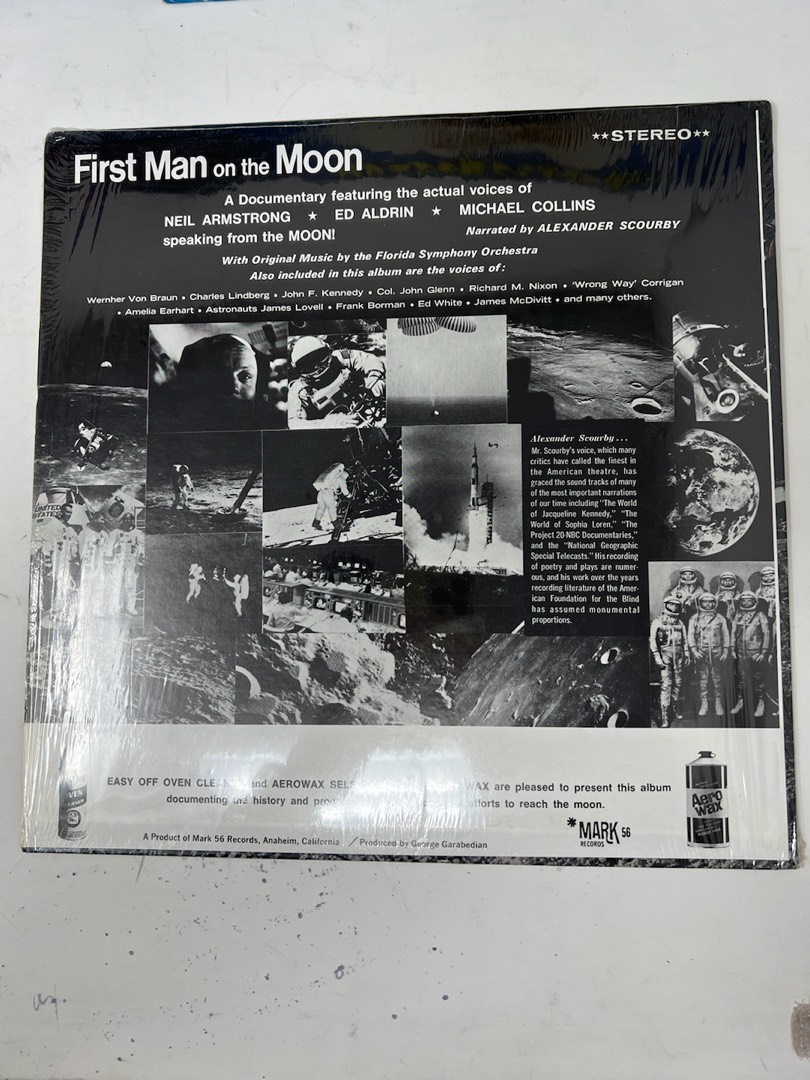 ★★STEREO★★
First Man on the Moon
A Documentary featuring the actual voices of
NEIL ARMSTRONG ★ ED ALDRIN ★ MICHAEL COLLINS
speaking from the MOON!
Narrated by ALEXANDER SCOURBY
With Original Music by the Florida Symphony Orchestra
Also included in this album are the voices of:
Wernher Von Braun • Charles Lindberg • John F. Kennedy • Col. John Glenn • Richard M. Nixon • 'Wrong Way' Corrigan
• Amelia Earhart • Astronauts James Lovell • Frank Borman • Ed White • James McDivitt • and many others.
UNITED
STATES
Alexander Scourby...
Mr. Scourby's voice, which many
critics have called the finest in
the American theatre, has
graced the sound tracks of many
of the most important narrations
of our time including "The World
of Jacqueline Kennedy," "The
World of Sophia Loren," "The
Project 20-NBC Documentaries,"
and the "National Geographic
Special Telecasts." His recording
of poetry and plays are numer-
ous, and his work over the years
recording literature of the Amer-
ican Foundation for the Blind
has assumed monumental
proportions.
EASY OFF OVEN and AEROWAX WAX are pleased to present this album
documenting the history and efforts to reach the moon.
Aero
wax
*MARK 56
RECORDS
A Product of Mark 56 Records, Anaheim, California / Produced by George Garabedian